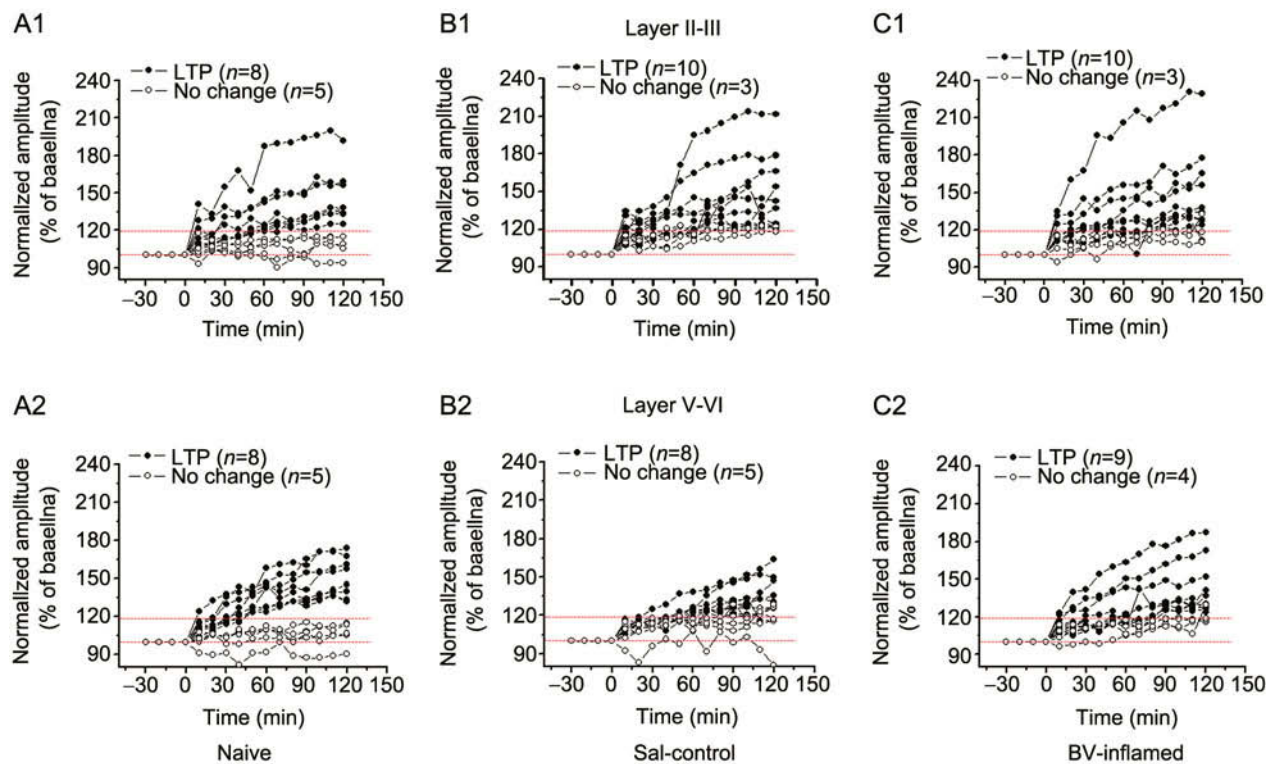 A1
B1
Layer II-III
C1
Normalized amplltude
(% of baaellna)
240
210
180
150
120
90
LTP (n=8)
No change (n=5)
−30 0 30 60 90 120 150
Time (min)
Normalized amplltude
(% of baaellna)
240
210
180
150
120
90
LTP (n=10)
No change (n=3)
−30 0 30 60 90 120 150
Time (min)
Normalized amplltude
(% of baaellna)
240
210
180
150
120
90
LTP (n=10)
No change (n=3)
−30 0 30 60 90 120 150
Time (min)
A2
B2
Layer V-VI
C2
Normalized amplltude
(% of baaellna)
240
210
180
150
120
90
LTP (n=8)
No change (n=5)
−30 0 30 60 90 120 150
Time (min)
Naive
Normalized amplltude
(% of baaellna)
240
210
180
150
120
90
LTP (n=8)
No change (n=5)
−30 0 30 60 90 120 150
Time (min)
Sal-control
Normalized amplltude
(% of baaellna)
240
210
180
150
120
90
LTP (n=9)
No change (n=4)
−30 0 30 60 90 120 150
Time (min)
BV-inflamed